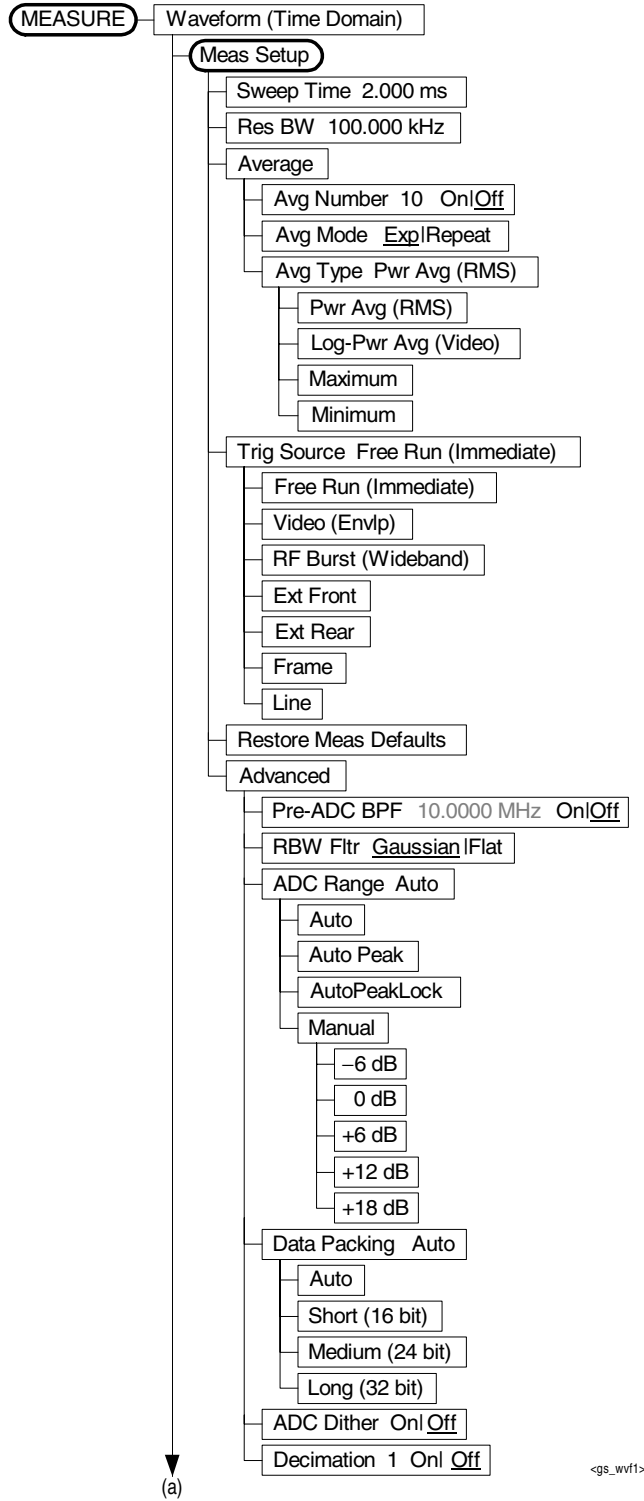 MEASURE Waveform (Time Domain)
Meas Setup
Sweep Time 2.000 ms
Res BW 100.000 kHz
Average
Avg Number 10 On|Off
Avg Mode Exp|Repeat
Avg Type Pwr Avg (RMS)
Pwr Avg (RMS)
Log-Pwr Avg (Video)
Maximum
Minimum
Trig Source Free Run (Immediate)
Free Run (Immediate)
Video (Envlp)
RF Burst (Wideband)
Ext Front
Ext Rear
Frame
Line
Restore Meas Defaults
Advanced
Pre-ADC BPF 10.0000 MHz On|Off
RBW Fltr Gaussian|Flat
ADC Range Auto
Auto
Auto Peak
AutoPeakLock
Manual
−6 dB
0 dB
+6 dB
+12 dB
+18 dB
Data Packing Auto
Auto
Short (16 bit)
Medium (24 bit)
Long (32 bit)
ADC Dither On| Off
Decimation 1 On| Off
<gs_wvf1>
(a)